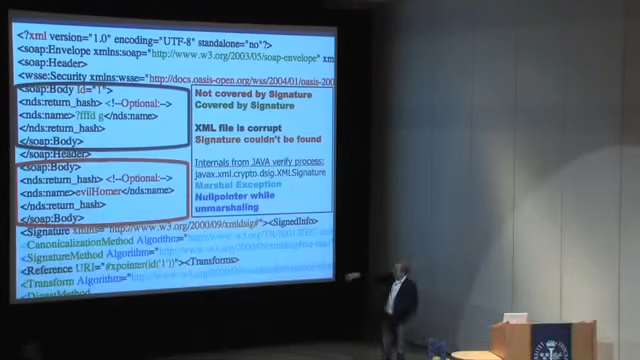 <?xml version="1.0" encoding="UTF-8" standalone="no"?>
<soap:Envelope xmlns:soap="http://www.w3.org/2003/05/soap-envelope" xm
<soap:Header>
<wsse:Security xmlns:wsse="http://docs.oasis-open.org/wss/2004/01/oasis-200
<soap:Body Id="1">
<nds:return_hash> <!--Optional:-->
<nds:name>?fffd g</nds:name>
</nds:return_hash>
</soap:Body>
</soap:Header>
<soap:Body>
<nds:return_hash> <!--Optional:-->
<nds:name>evilHomer</nds:name>
</nds:return_hash>
</soap:Body>
<Signature xmlns="http://www.w3.org/2000/09/xmldsig#"><SignedInfo>
<CanonicalizationMethod Algorithm="
<SignatureMethod Algorithm="
<Reference URI="#xpointer(id('1'))"><Transforms>
<Transform Algorithm="
<DigestMethod
Not covered by Signature
Covered by Signature
XML file is corrupt
Signature couldn't be found
Internals from JAVA verify process:
javax.xml.crypto.dsig.XMLSignature
Marshal Exception
Nullpointer while
unmarshaling